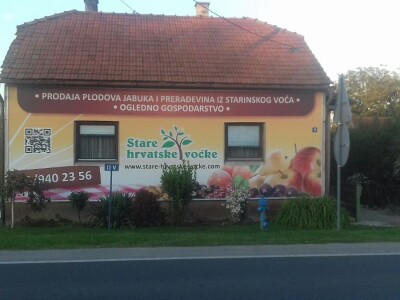 • PRODAJA PLODOVA JABUKA I PRERAĐEVINA IZ STARINSKOG VOĆA •
• OGLEDNO GOSPODARSTVO •
Stare
hrvatske voćke
www.stare-hrvatske-vocke.com
/940 23 56